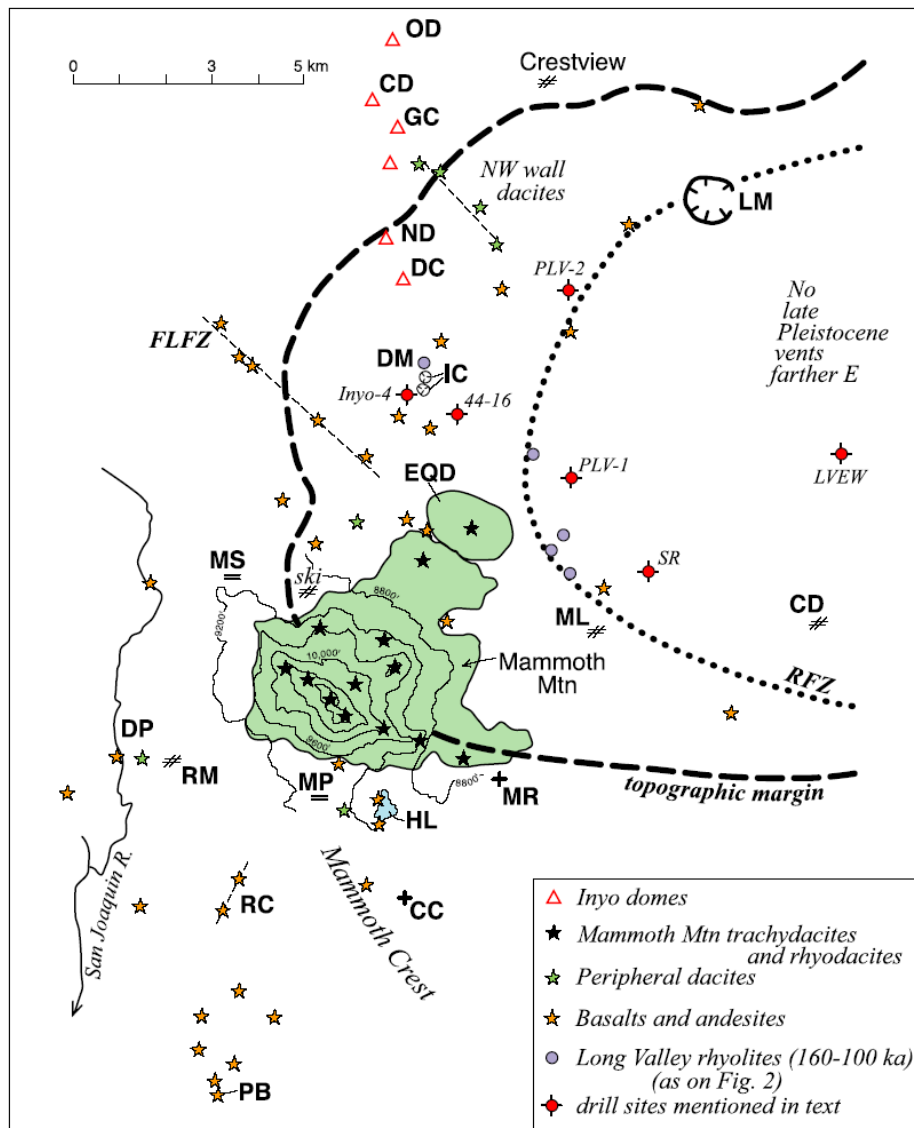 OD
Crestview
0 3 5 km
CD
GC
NW wall
dacites
LM
ND
DC
PLV-2
No
late
Pleistocene
vents
farther E
FLFZ
DM
IC
Inyo-4
44-16
EQD
PLV-1
LVEW
MS
ski
8800'
9200'
SR
CD
ML
10,000'
Mammoth
Mtn
RFZ
DP
RM
9600'
MP
8800'
MR
topographic margin
HL
San Joaquin R.
RC
Mammoth Crest
CC
PB
Inyo domes
Mammoth Mtn trachydacites
and rhyodacites
Peripheral dacites
Basalts and andesites
Long Valley rhyolites (160-100 ka)
(as on Fig. 2)
drill sites mentioned in text